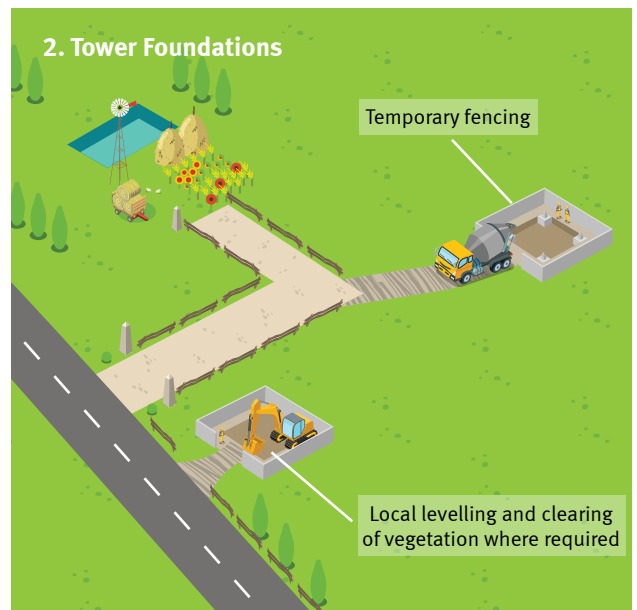 2. Tower Foundations
Temporary fencing
Local levelling and clearing
of vegetation where required